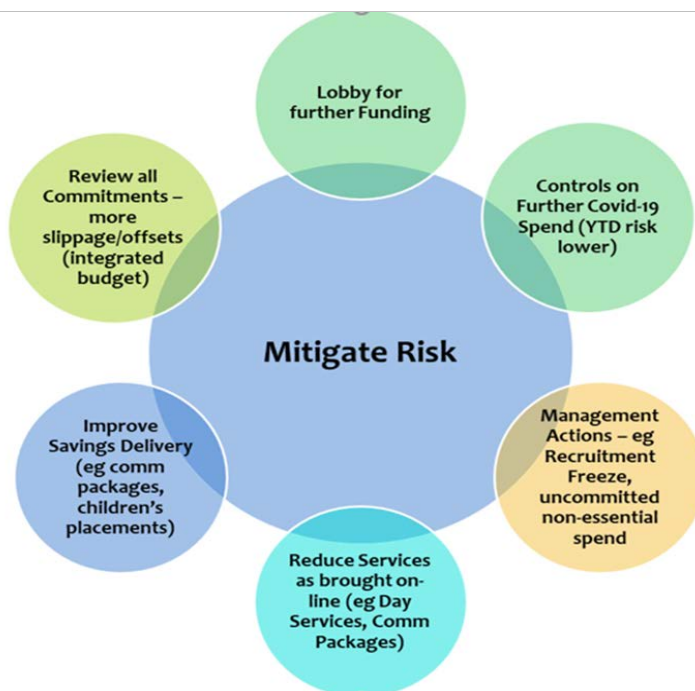 Lobby for
further Funding
Controls on
Further Covid-19
Spend (YTD risk
lower)
Management
Actions – eg
Recruitment
Freeze,
uncommitted
non-essential
spend
Reduce Services
as brought on-
line (eg Day
Services, Comm
Packages)
Improve
Savings Delivery
(eg comm
packages,
children's
placements)
Review all
Commitments –
more
slippage/offsets
(integrated
budget)
Mitigate Risk